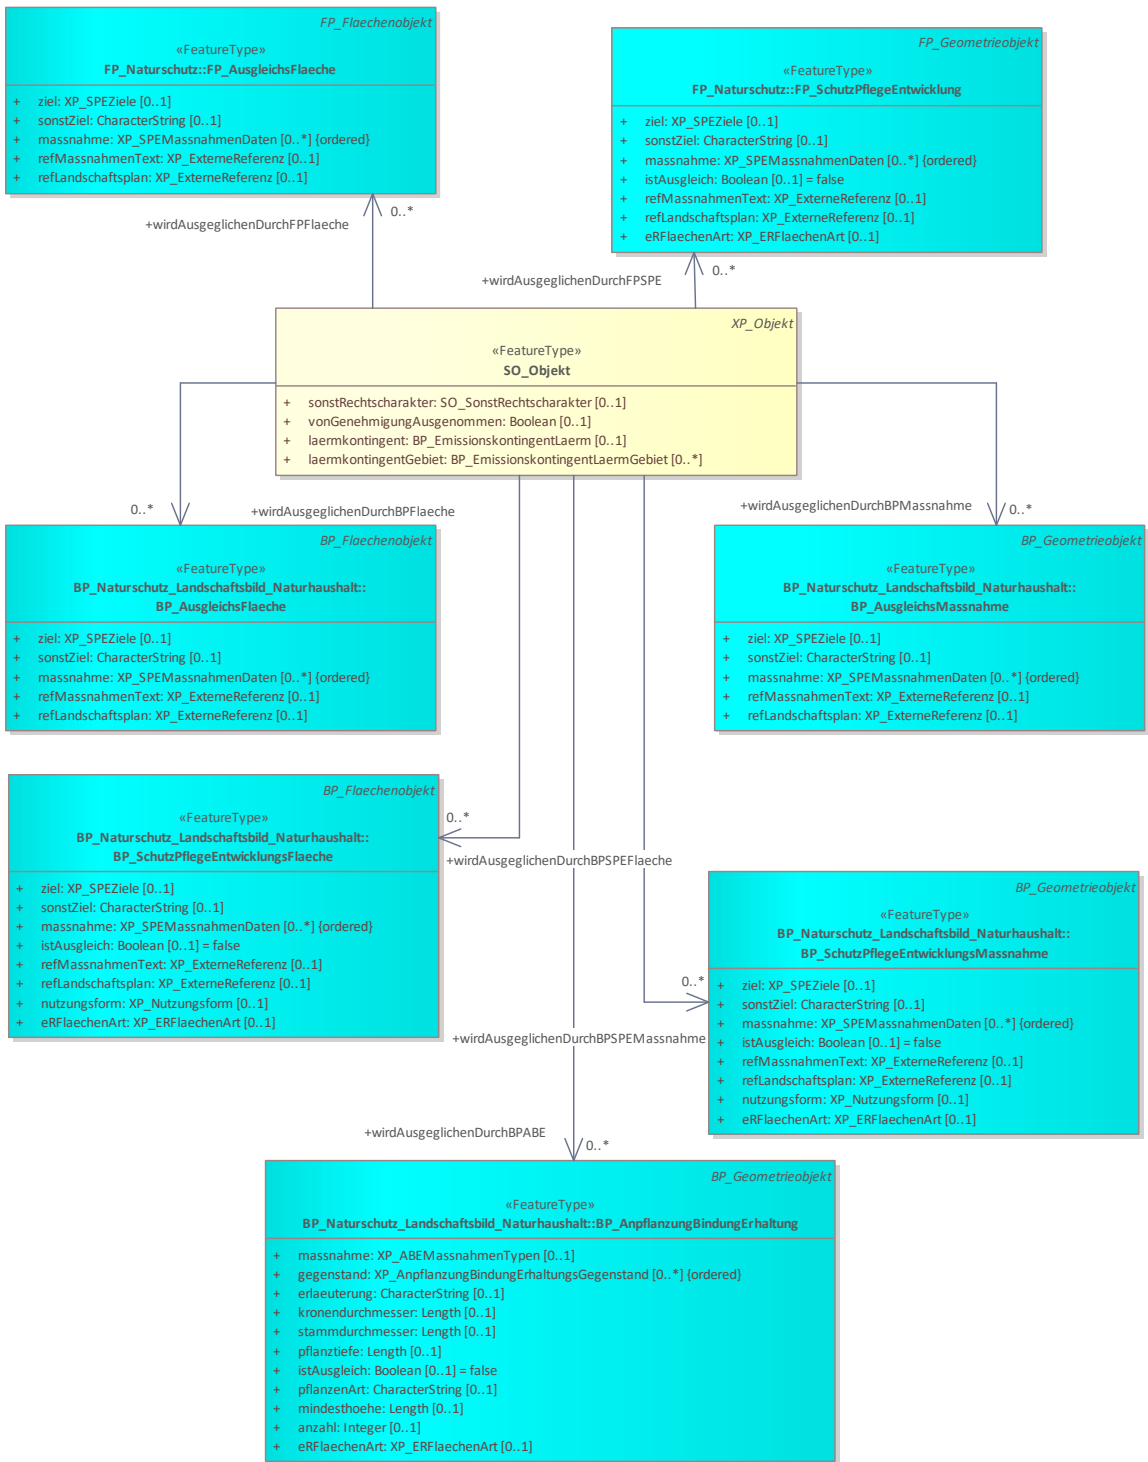 FP_Flaechenobjekt
«FeatureType»
FP_Naturschutz::FP_AusgleichsFlaeche
+ ziel: XP_SPEZiele [0..1]
+ sonstZiel: CharacterString [0..1]
+ massnahme: XP_SPEMassnahmenDaten [0..*] {ordered}
+ refMassnahmenText: XP_ExterneReferenz [0..1]
+ refLandschaftsplan: XP_ExterneReferenz [0..1]
FP_Geometrieobjekt
«FeatureType»
FP_Naturschutz::FP_SchutzPflegeEntwicklung
+ ziel: XP_SPEZiele [0..1]
+ sonstZiel: CharacterString [0..1]
+ massnahme: XP_SPEMassnahmenDaten [0..*] {ordered}
+ istAusgleich: Boolean [0..1] = false
+ refMassnahmenText: XP_ExterneReferenz [0..1]
+ refLandschaftsplan: XP_ExterneReferenz [0..1]
+ eRFlaechenArt: XP_ERFlaechenArt [0..1]
0..*
+wirdAusgeglichenDurchFPFlaeche
0..*
+wirdAusgeglichenDurchFPSPE
XP_Objekt
«FeatureType»
SO_Objekt
+ sonstRechtscharakter: SO_SonstRechtscharakter [0..1]
+ vonGenehmigungAusgenommen: Boolean [0..1]
+ laermkontingent: BP_EmissionskontingentLaerm [0..1]
+ laermkontingentGebiet: BP_EmissionskontingentLaermGebiet [0..*]
0..*
+wirdAusgeglichenDurchBPFlaeche
+wirdAusgeglichenDurchBPMassnahme
0..*
BP_Flaechenobjekt
«FeatureType»
BP_Naturschutz_Landschaftsbild_Naturhaushalt::
BP_AusgleichsFlaeche
+ ziel: XP_SPEZiele [0..1]
+ sonstZiel: CharacterString [0..1]
+ massnahme: XP_SPEMassnahmenDaten [0..*] {ordered}
+ refMassnahmenText: XP_ExterneReferenz [0..1]
+ refLandschaftsplan: XP_ExterneReferenz [0..1]
BP_Geometrieobjekt
«FeatureType»
BP_Naturschutz_Landschaftsbild_Naturhaushalt::
BP_AusgleichsMassnahme
+ ziel: XP_SPEZiele [0..1]
+ sonstZiel: CharacterString [0..1]
+ massnahme: XP_SPEMassnahmenDaten [0..*] {ordered}
+ refMassnahmenText: XP_ExterneReferenz [0..1]
+ refLandschaftsplan: XP_ExterneReferenz [0..1]
BP_Flaechenobjekt
«FeatureType»
BP_Naturschutz_Landschaftsbild_Naturhaushalt::
BP_SchutzPflegeEntwicklungsFlaeche
+ ziel: XP_SPEZiele [0..1]
+ sonstZiel: CharacterString [0..1]
+ massnahme: XP_SPEMassnahmenDaten [0..*] {ordered}
+ istAusgleich: Boolean [0..1] = false
+ refMassnahmenText: XP_ExterneReferenz [0..1]
+ refLandschaftsplan: XP_ExterneReferenz [0..1]
+ nutzungsform: XP_Nutzungsform [0..1]
+ eRFlaechenArt: XP_ERFlaechenArt [0..1]
0..*
+wirdAusgeglichenDurchBPSPEFlaeche
BP_Geometrieobjekt
«FeatureType»
BP_Naturschutz_Landschaftsbild_Naturhaushalt::
BP_SchutzPflegeEntwicklungsMassnahme
+ ziel: XP_SPEZiele [0..1]
+ sonstZiel: CharacterString [0..1]
+ massnahme: XP_SPEMassnahmenDaten [0..*] {ordered}
+ istAusgleich: Boolean [0..1] = false
+ refMassnahmenText: XP_ExterneReferenz [0..1]
+ refLandschaftsplan: XP_ExterneReferenz [0..1]
+ nutzungsform: XP_Nutzungsform [0..1]
+ eRFlaechenArt: XP_ERFlaechenArt [0..1]
0..*
+wirdAusgeglichenDurchBPSPEMassnahme
+wirdAusgeglichenDurchBPABE
0..*
BP_Geometrieobjekt
«FeatureType»
BP_Naturschutz_Landschaftsbild_Naturhaushalt::BP_AnpflanzungBindungErhaltung
+ massnahme: XP_ABEMassnahmenTypen [0..1]
+ gegenstand: XP_AnpflanzungBindungErhaltungsGegenstand [0..*] {ordered}
+ erlaeuterung: CharacterString [0..1]
+ kronendurchmesser: Length [0..1]
+ stammdurchmesser: Length [0..1]
+ pflanztiefe: Length [0..1]
+ istAusgleich: Boolean [0..1] = false
+ pflanzenArt: CharacterString [0..1]
+ mindesthoehe: Length [0..1]
+ anzahl: Integer [0..1]
+ eRFlaechenArt: XP_ERFlaechenArt [0..1]